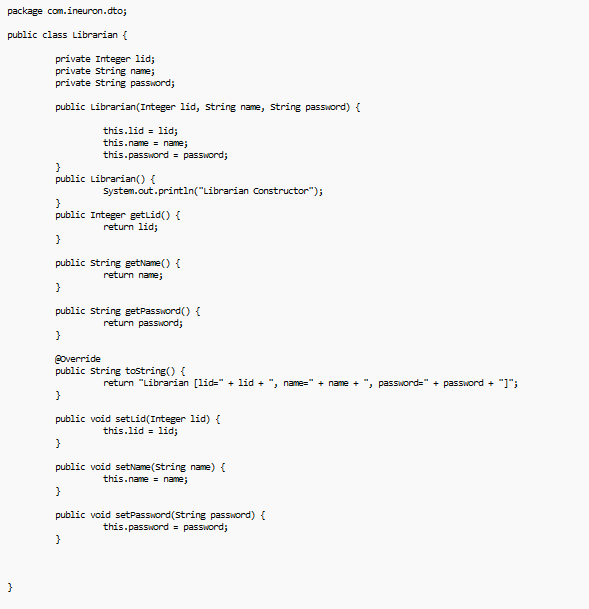 package com.ineuron.dto;
public class Librarian {
private Integer lid;
private String name;
private String password;
public Librarian(Integer lid, String name, String password) {
this.lid = lid;
this.name = name;
this.password = password;
}
public Librarian() {
System.out.println("Librarian Constructor");
}
public Integer getLid() {
return lid;
}
public String getName() {
return name;
}
public String getPassword() {
return password;
}
@Override
public String toString() {
return "Librarian [lid=" + lid + ", name=" + name + ", password=" + password + "]";
}
public void setLid(Integer lid) {
this.lid = lid;
}
public void setName(String name) {
this.name = name;
}
public void setPassword(String password) {
this.password = password;
}
}